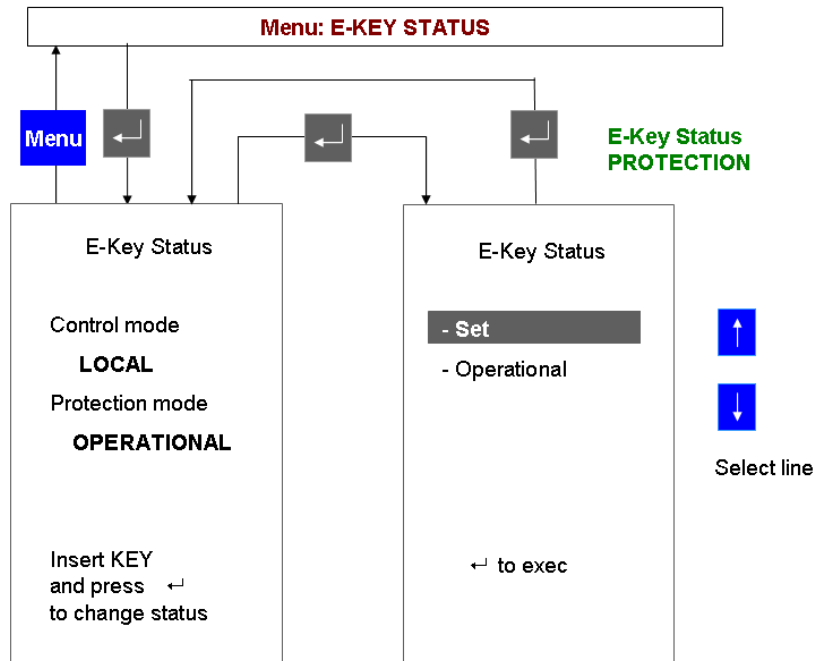 Menu: E-KEY STATUS
Menu
E-Key Status
PROTECTION
E-Key Status
Control mode
LOCAL
Protection mode
OPERATIONAL
Insert KEY
and press ↵
to change status
E-Key Status
- Set
- Operational
↵ to exec
Select line